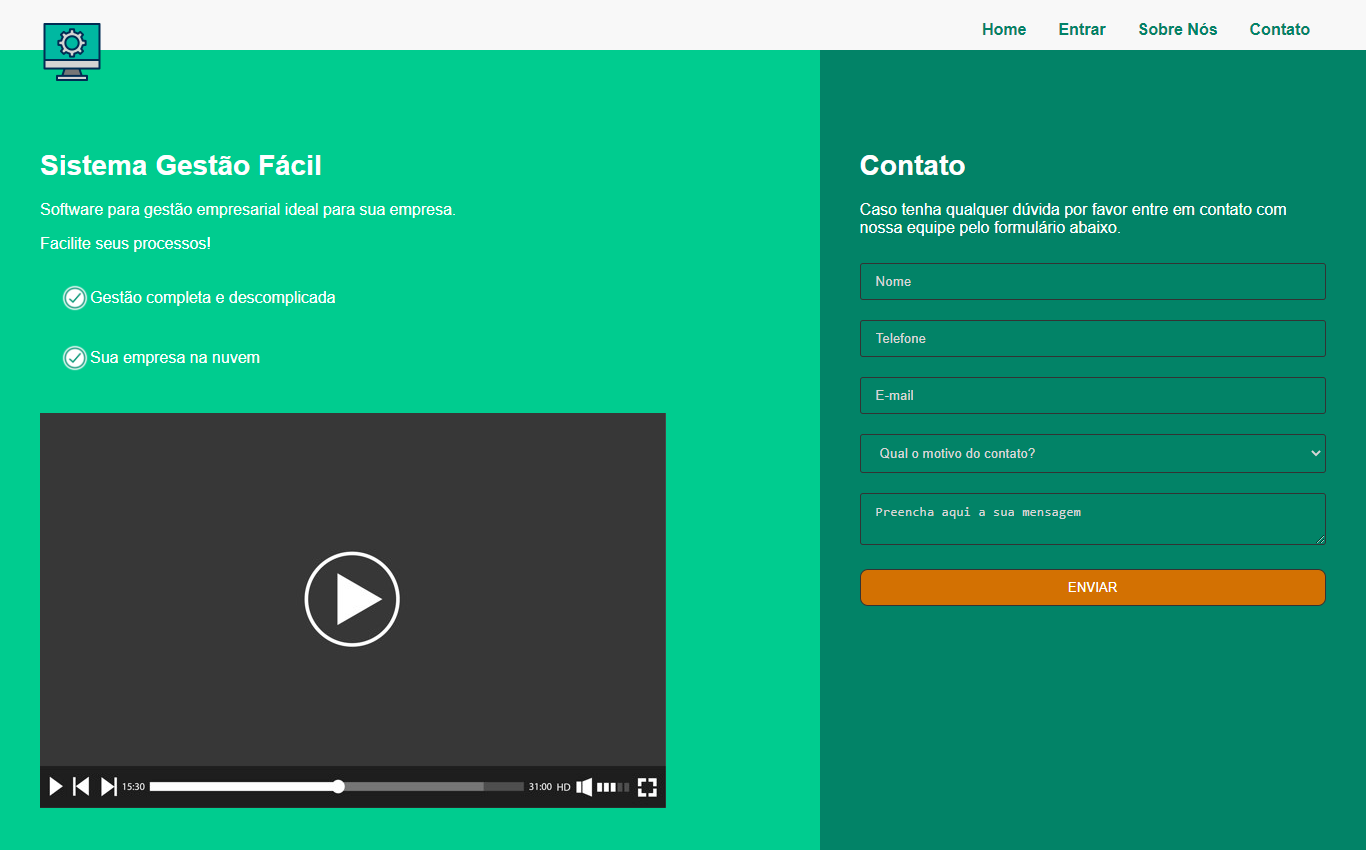 Home Entrar Sobre Nós Contato
Sistema Gestão Fácil
Software para gestão empresarial ideal para sua empresa.
Facilite seus processos!
Gestão completa e descomplicada
Sua empresa na nuvem
15:30 31:00 HD
Contato
Caso tenha qualquer dúvida por favor entre em contato com
nossa equipe pelo formulário abaixo.
Nome
Telefone
E-mail
Qual o motivo do contato?
Preencha aqui a sua mensagem
ENVIAR